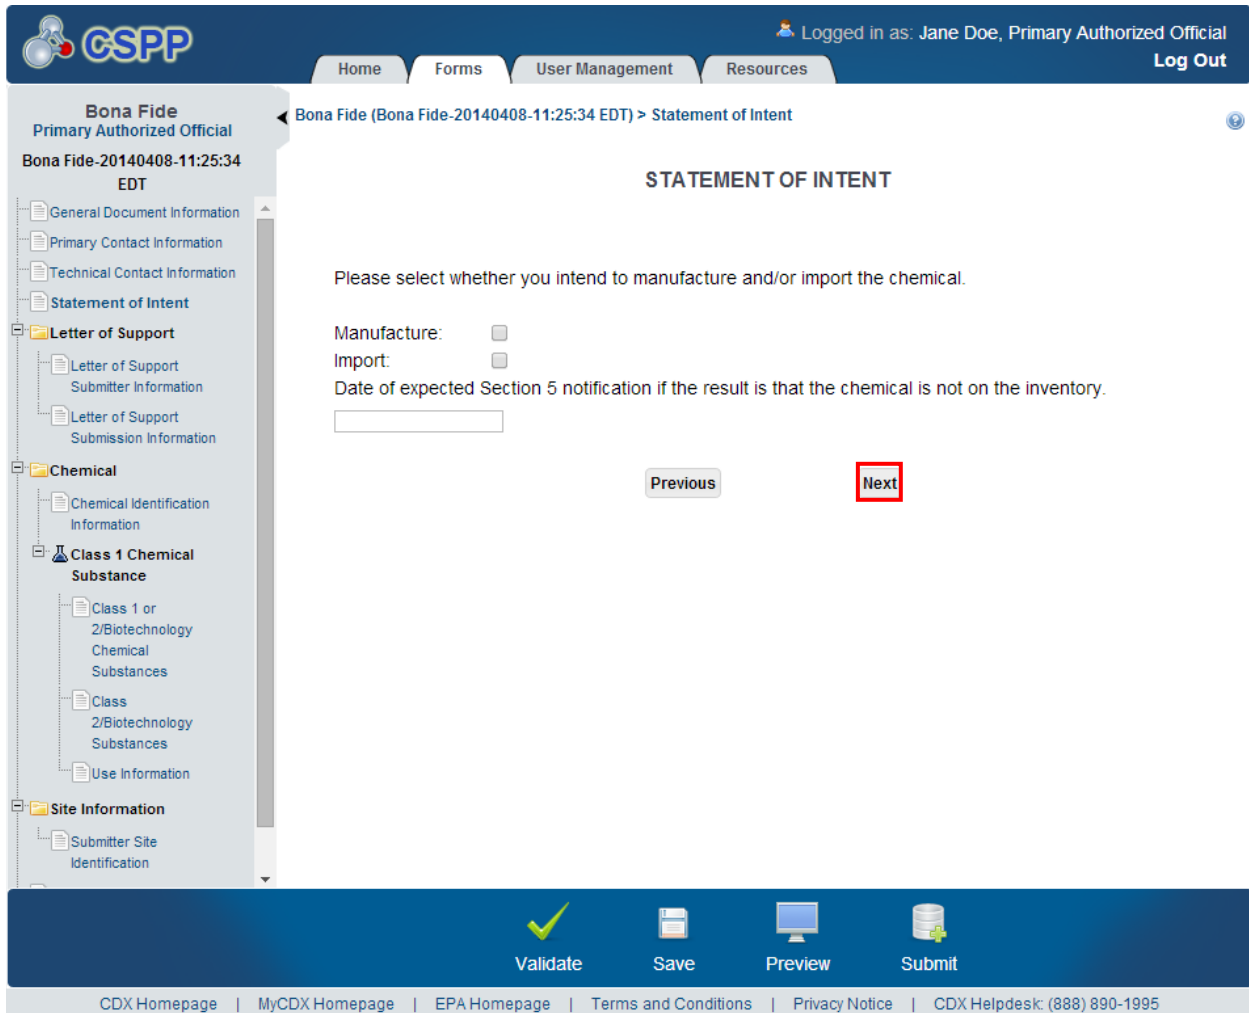 CSPP
Logged in as: Jane Doe, Primary Authorized Official
Log Out
Home
Forms
User Management
Resources
Bona Fide
Primary Authorized Official
Bona Fide-20140408-11:25:34
EDT
General Document Information
Primary Contact Information
Technical Contact Information
Statement of Intent
Letter of Support
Letter of Support
Submitter Information
Letter of Support
Submission Information
Chemical
Chemical Identification
Information
Class 1 Chemical
Substance
Class 1 or
2/Biotechnology
Chemical
Substances
Class
2/Biotechnology
Substances
Use Information
Site Information
Submitter Site
Identification
Bona Fide (Bona Fide-20140408-11:25:34 EDT) > Statement of Intent
STATEMENT OF INTENT
Please select whether you intend to manufacture and/or import the chemical.
Manufacture:
Import:
Date of expected Section 5 notification if the result is that the chemical is not on the inventory.
Previous
Next
Validate
Save
Preview
Submit
CDX Homepage | MyCDX Homepage | EPA Homepage | Terms and Conditions | Privacy Notice | CDX Helpdesk: (888) 890-1995